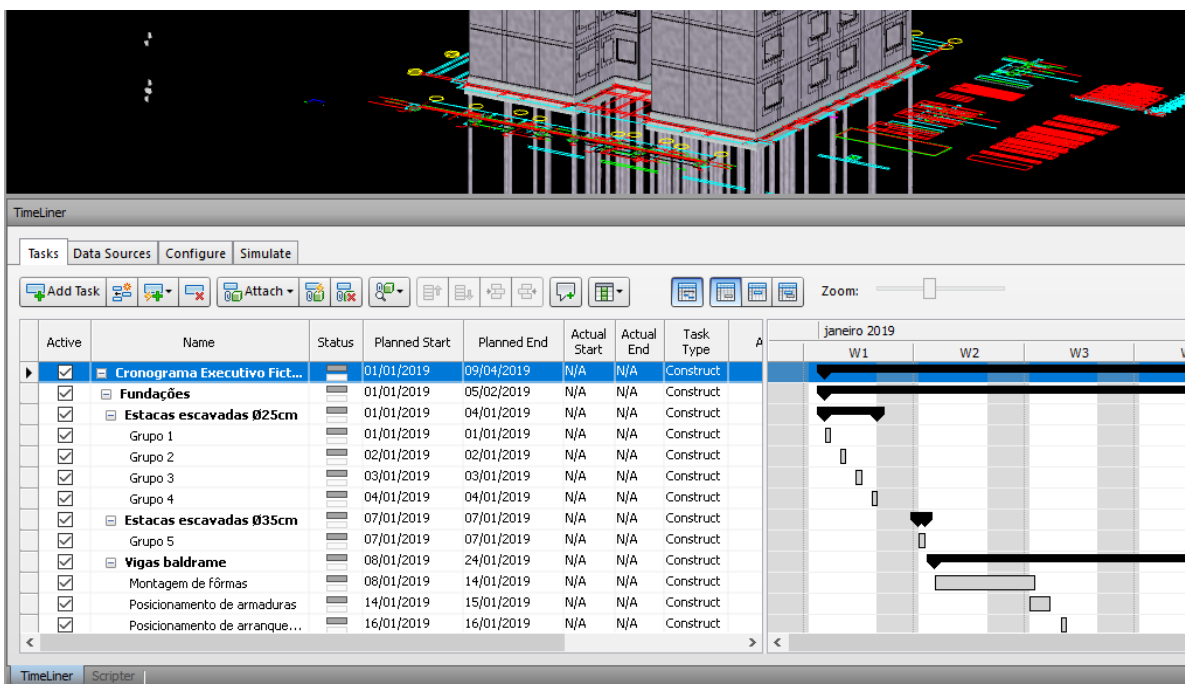 TimeLiner
Tasks Data Sources Configure Simulate
Add Task Attach Zoom:
Active Name Status Planned Start Planned End Actual Start Actual End Task Type A janeiro 2019
W1 W2 W3
Cronograma Executivo Fict... 01/01/2019 09/04/2019 N/A N/A Construct
Fundações 01/01/2019 05/02/2019 N/A N/A Construct
Estacas escavadas Ø25cm 01/01/2019 04/01/2019 N/A N/A Construct
Grupo 1 01/01/2019 01/01/2019 N/A N/A Construct
Grupo 2 02/01/2019 02/01/2019 N/A N/A Construct
Grupo 3 03/01/2019 03/01/2019 N/A N/A Construct
Grupo 4 04/01/2019 04/01/2019 N/A N/A Construct
Estacas escavadas Ø35cm 07/01/2019 07/01/2019 N/A N/A Construct
Grupo 5 07/01/2019 07/01/2019 N/A N/A Construct
Vigas baldrame 08/01/2019 24/01/2019 N/A N/A Construct
Montagem de fôrmas 08/01/2019 14/01/2019 N/A N/A Construct
Posicionamento de armaduras 14/01/2019 15/01/2019 N/A N/A Construct
Posicionamento de arranque... 16/01/2019 16/01/2019 N/A N/A Construct
TimeLiner Scripter